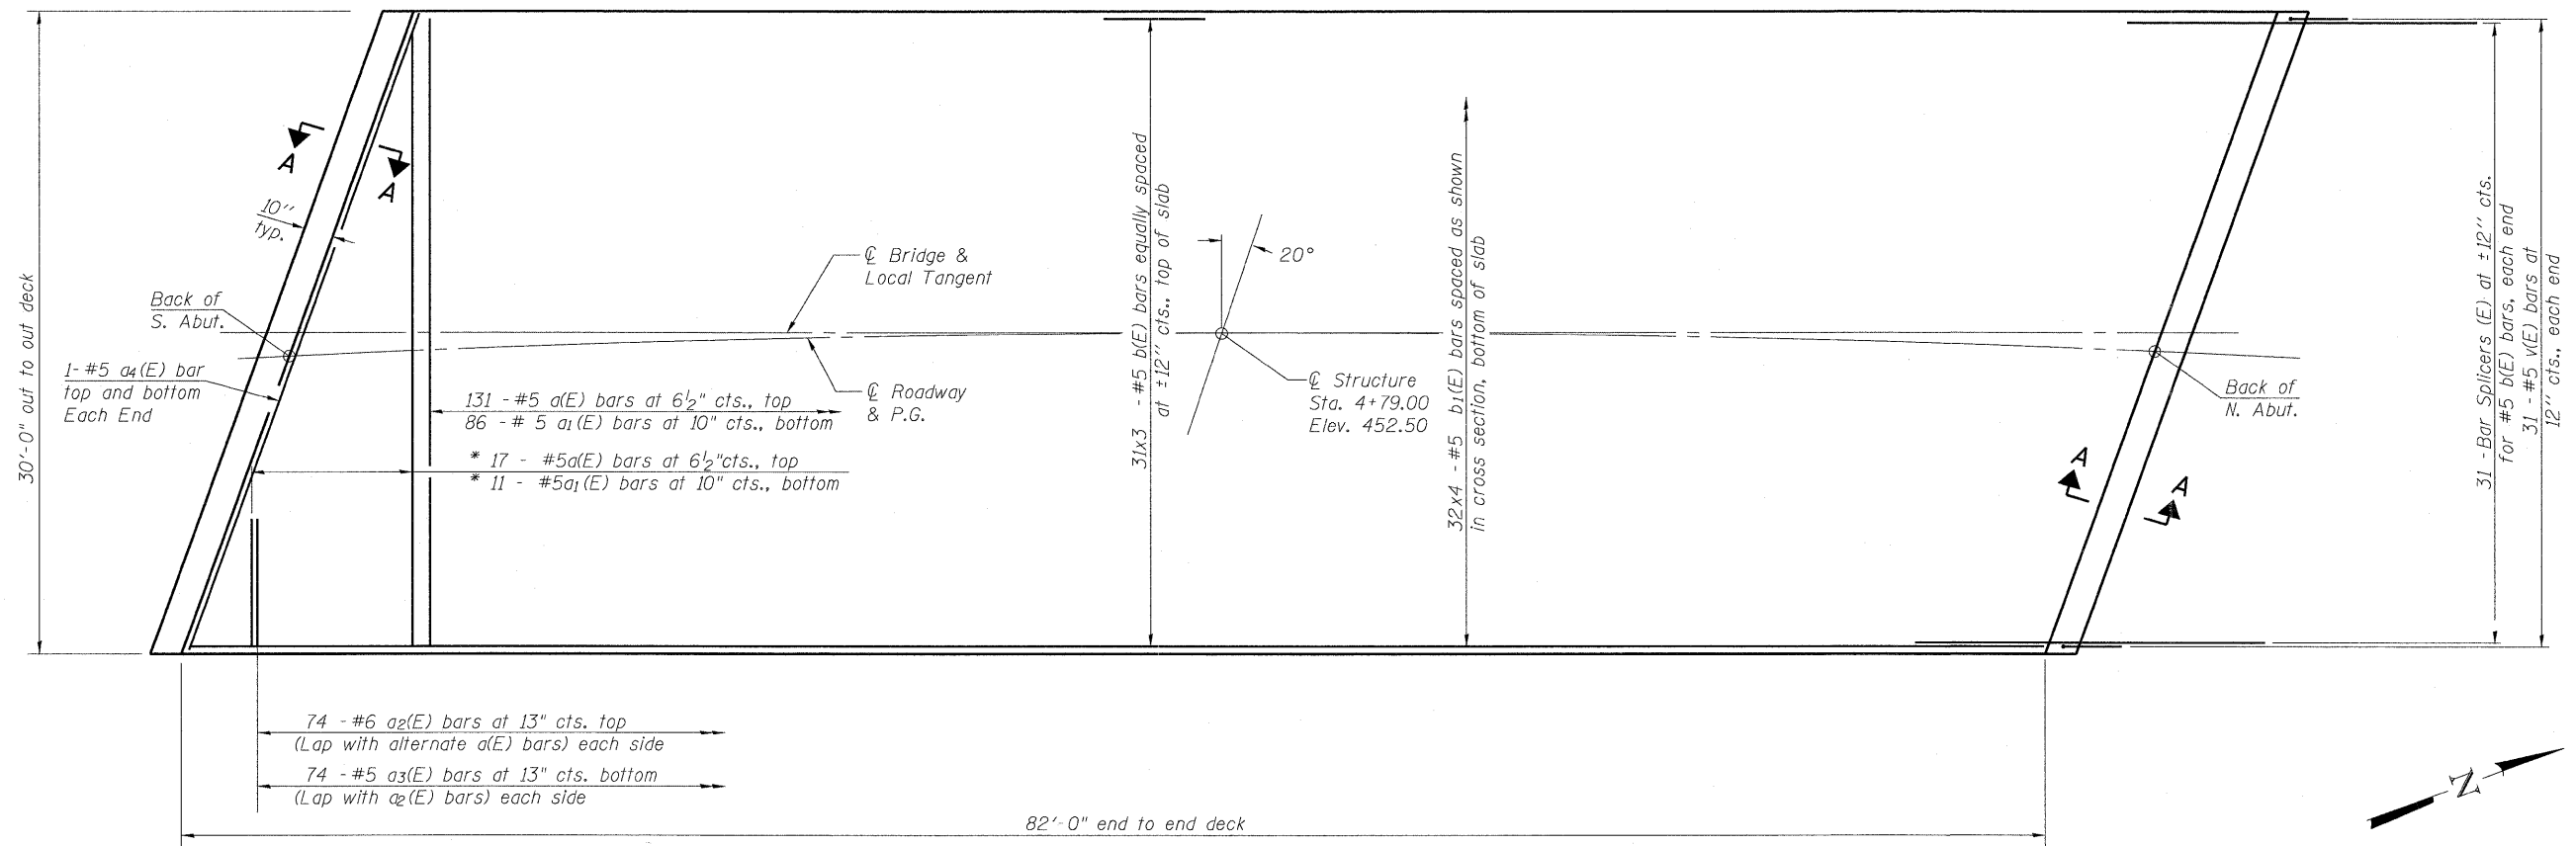 30'-0" out to out deck
A
A
10"
typ.
Back of
S. Abut.
1- #5 a4(E) bar
top and bottom
Each End
℄ Bridge &
Local Tangent
℄ Roadway
& P.G.
131 - #5 a(E) bars at 6½" cts., top
86 - # 5 a1(E) bars at 10" cts., bottom
* 17 - #5a(E) bars at 6½"cts., top
* 11 - #5a1(E) bars at 10" cts., bottom
31x3 - #5 b(E) bars equally spaced
at ±12" cts., top of slab
20°
℄ Structure
Sta. 4+79.00
Elev. 452.50
32x4 - #5 b1(E) bars spaced as shown
in cross section, bottom of slab
Back of
N. Abut.
A
A
31 -Bar Splicers (E) at ±12" cts.
for #5 b(E) bars, each end
31 - #5 v(E) bars at
12" cts., each end
74 - #6 a2(E) bars at 13" cts. top
(Lap with alternate a(E) bars) each side
74 - #5 a3(E) bars at 13" cts. bottom
(Lap with a2(E) bars) each side
82'-0" end to end deck
N